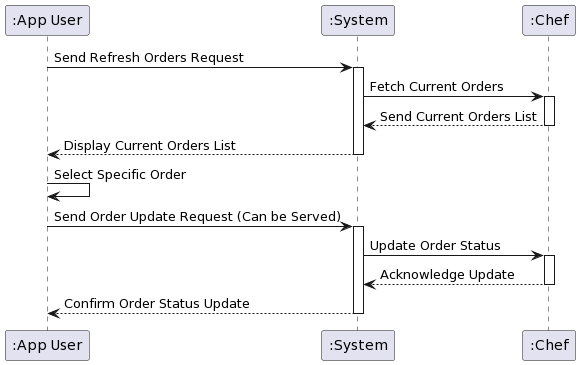 :App User
:System
:Chef
Send Refresh Orders Request
Fetch Current Orders
Send Current Orders List
Display Current Orders List
Select Specific Order
Send Order Update Request (Can be Served)
Update Order Status
Acknowledge Update
Confirm Order Status Update
:App User
:System
:Chef